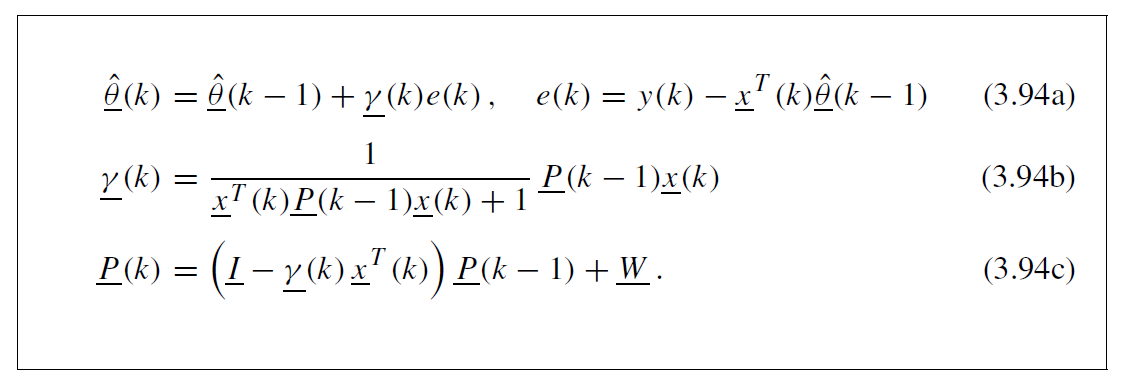 θ̲̂(k) = θ̲̂(k − 1) + γ̲(k)e(k) ,   e(k) = y(k) − x̲ᵀ(k)θ̲̂(k − 1)   (3.94a)
γ̲(k) = 1 / (x̲ᵀ(k)P̲(k − 1)x̲(k) + 1) P̲(k − 1)x̲(k)   (3.94b)
P̲(k) = (I̲ − γ̲(k) x̲ᵀ(k)) P̲(k − 1) + W̲ .   (3.94c)